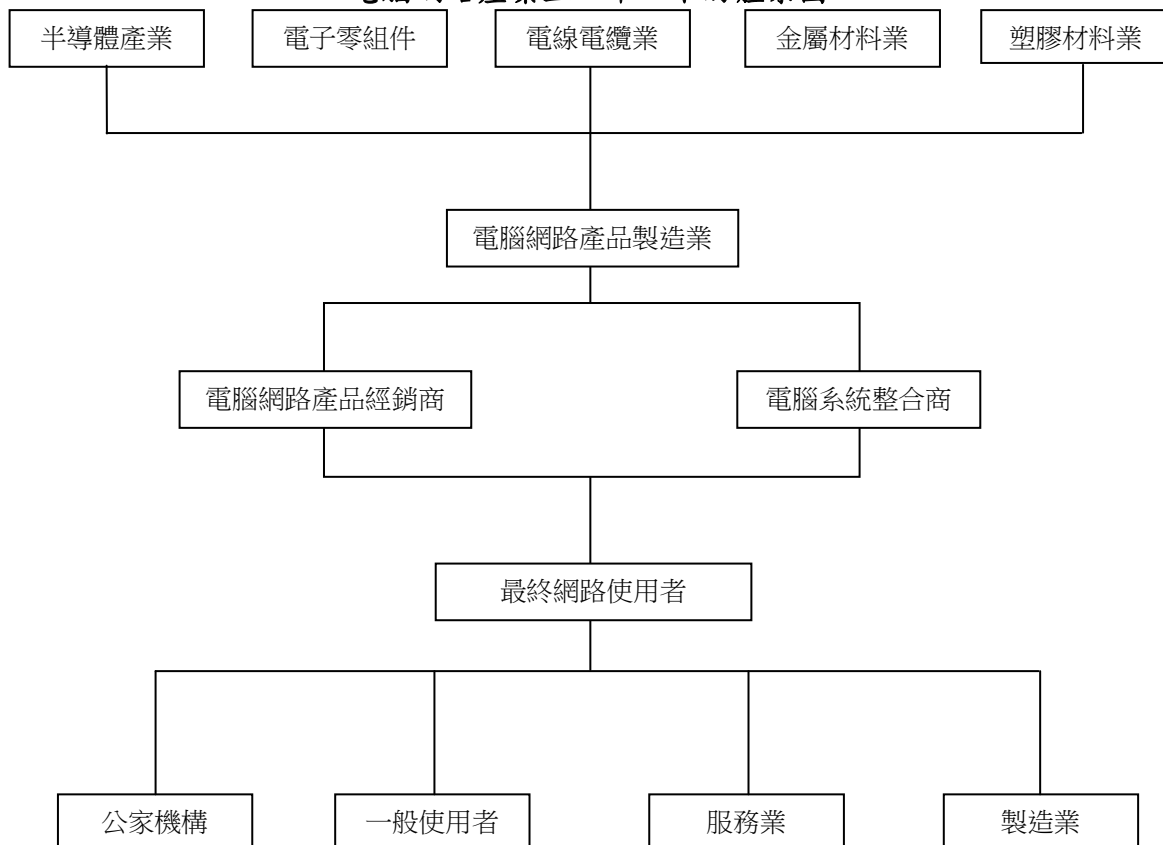 半導體產業
電子零組件
電線電纜業
金屬材料業
塑膠材料業
電腦網路產品製造業
電腦網路產品經銷商
電腦系統整合商
最終網路使用者
公家機構
一般使用者
服務業
製造業